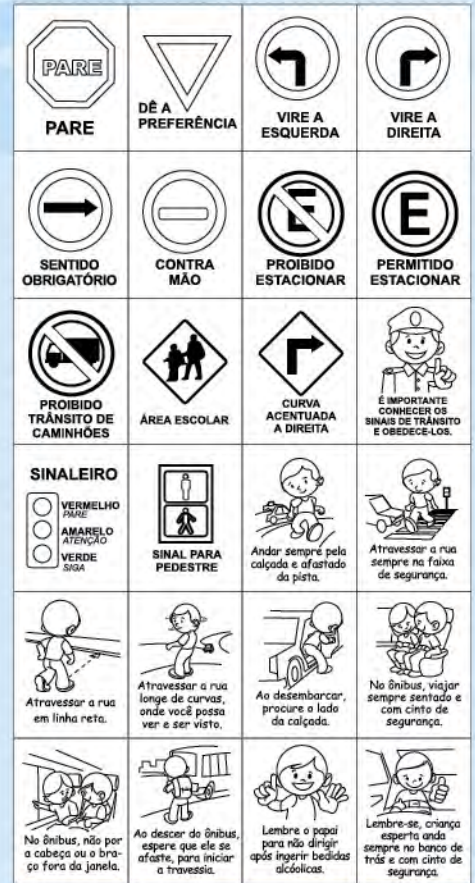 PARE
PARE
DÊ A
PREFERÊNCIA
VIRE A
ESQUERDA
VIRE A
DIREITA
SENTIDO
OBRIGATÓRIO
CONTRA
MÃO
E
PROIBIDO
ESTACIONAR
E
PERMITIDO
ESTACIONAR
PROIBIDO
TRÂNSITO DE
CAMINHÕES
ÁREA ESCOLAR
CURVA
ACENTUADA
A DIREITA
É IMPORTANTE
CONHECER OS
SINAIS DE TRÂNSITO
E OBEDECE-LOS.
SINALEIRO
VERMELHO
PARE
AMARELO
ATENÇÃO
VERDE
SIGA
SINAL PARA
PEDESTRE
Andar sempre pela
calçada e afastado
da pista.
Atravessar a rua
sempre na faixa
de segurança.
Atravessar a rua
em linha reta.
Atravessar a rua
longe de curvas,
onde você possa
ver e ser visto.
Ao desembarcar,
procure o lado
da calçada.
No ônibus, viajar
sempre sentado e
com cinto de
segurança.
No ônibus, não por
a cabeça ou o bra-
ço fora da janela.
Ao descer do ônibus,
espere que ele se
afaste, para iniciar
a travessia.
Lembre o papai
para não dirigir
após ingerir bedidas
alcóolicas.
Lembre-se, criança
esperta anda
sempre no banco de
trás e com cinto de
segurança.